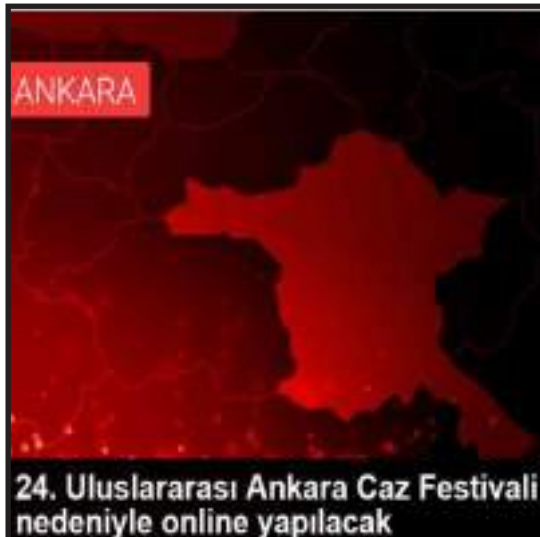 ANKARA
24. Uluslararası Ankara Caz Festivali
nedeniyle online yapılacak